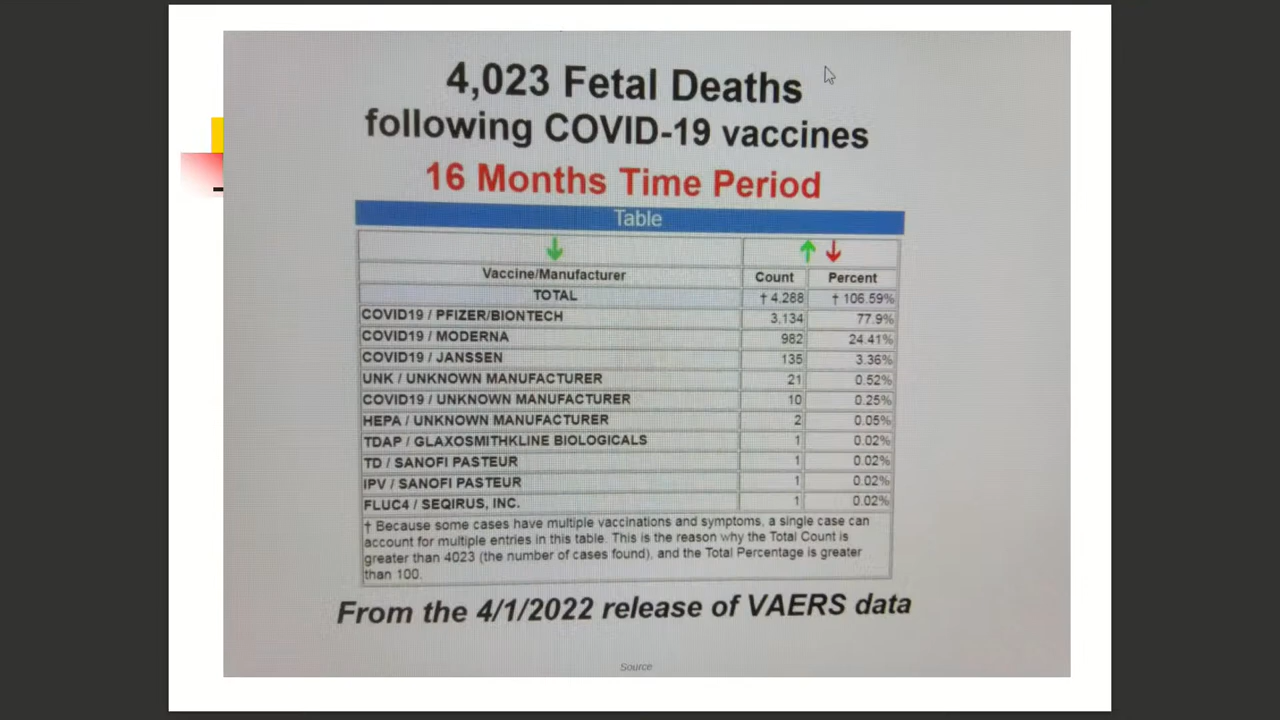 4,023 Fetal Deaths
following COVID-19 vaccines
16 Months Time Period
Table
Vaccine/Manufacturer Count Percent
TOTAL † 4,288 † 106.59%
COVID19 / PFIZER/BIONTECH 3,134 77.9%
COVID19 / MODERNA 982 24.41%
COVID19 / JANSSEN 135 3.36%
UNK / UNKNOWN MANUFACTURER 21 0.52%
COVID19 / UNKNOWN MANUFACTURER 10 0.25%
HEPA / UNKNOWN MANUFACTURER 2 0.05%
TDAP / GLAXOSMITHKLINE BIOLOGICALS 1 0.02%
TD / SANOFI PASTEUR 1 0.02%
IPV / SANOFI PASTEUR 1 0.02%
FLUC4 / SEQIRUS, INC. 1 0.02%
† Because some cases have multiple vaccinations and symptoms, a single case can
account for multiple entries in this table. This is the reason why the Total Count is
greater than 4023 (the number of cases found), and the Total Percentage is greater
than 100.
From the 4/1/2022 release of VAERS data
Source